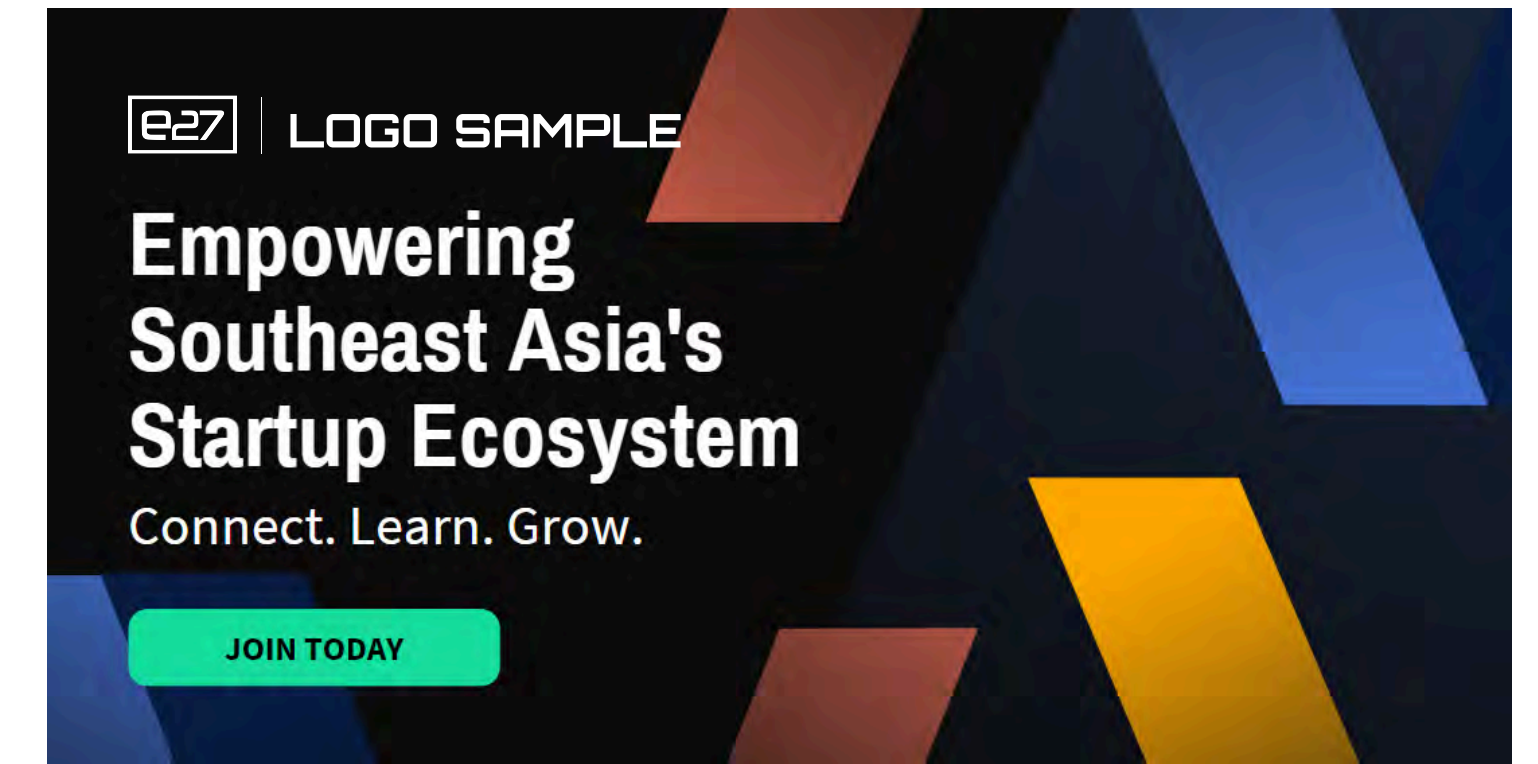 e27 | LOGO SAMPLE
Empowering
Southeast Asia's
Startup Ecosystem
Connect. Learn. Grow.
JOIN TODAY